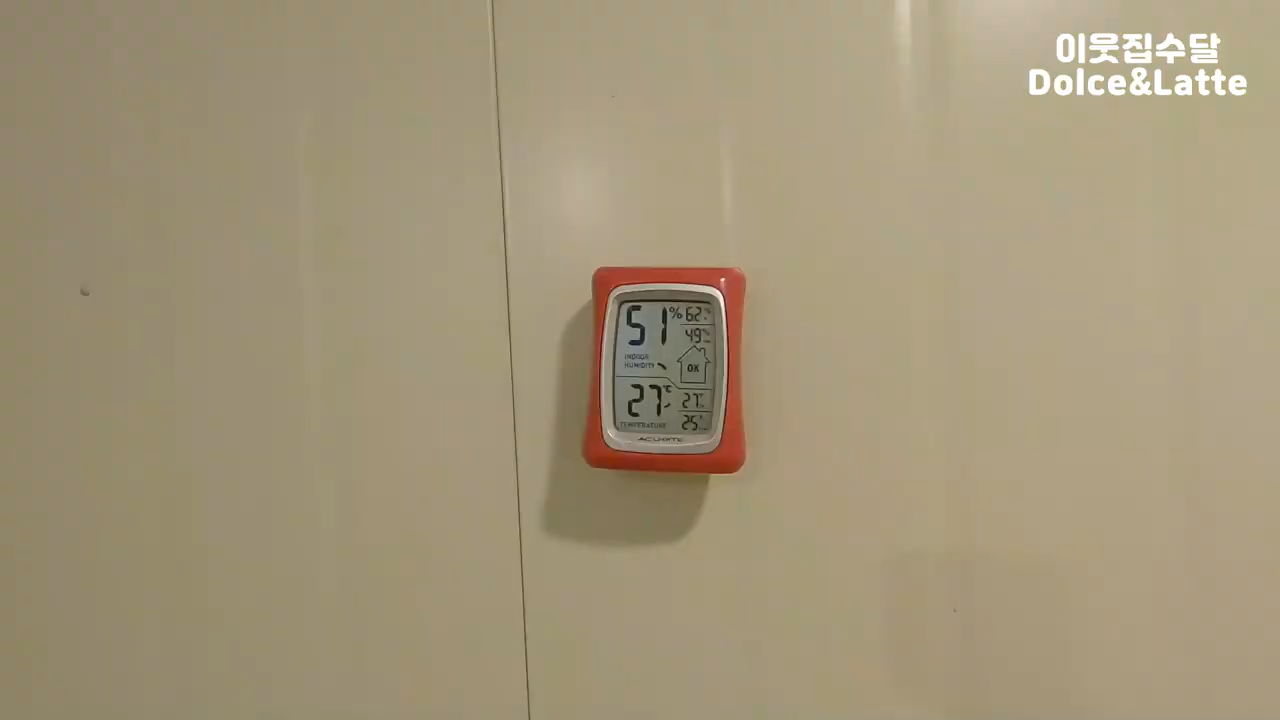 이웃집수달
Dolce&Latte
51% 62%
49%
INDOOR
HUMIDITY
OK
27°C 27
25
TEMPERATURE
ACURITE